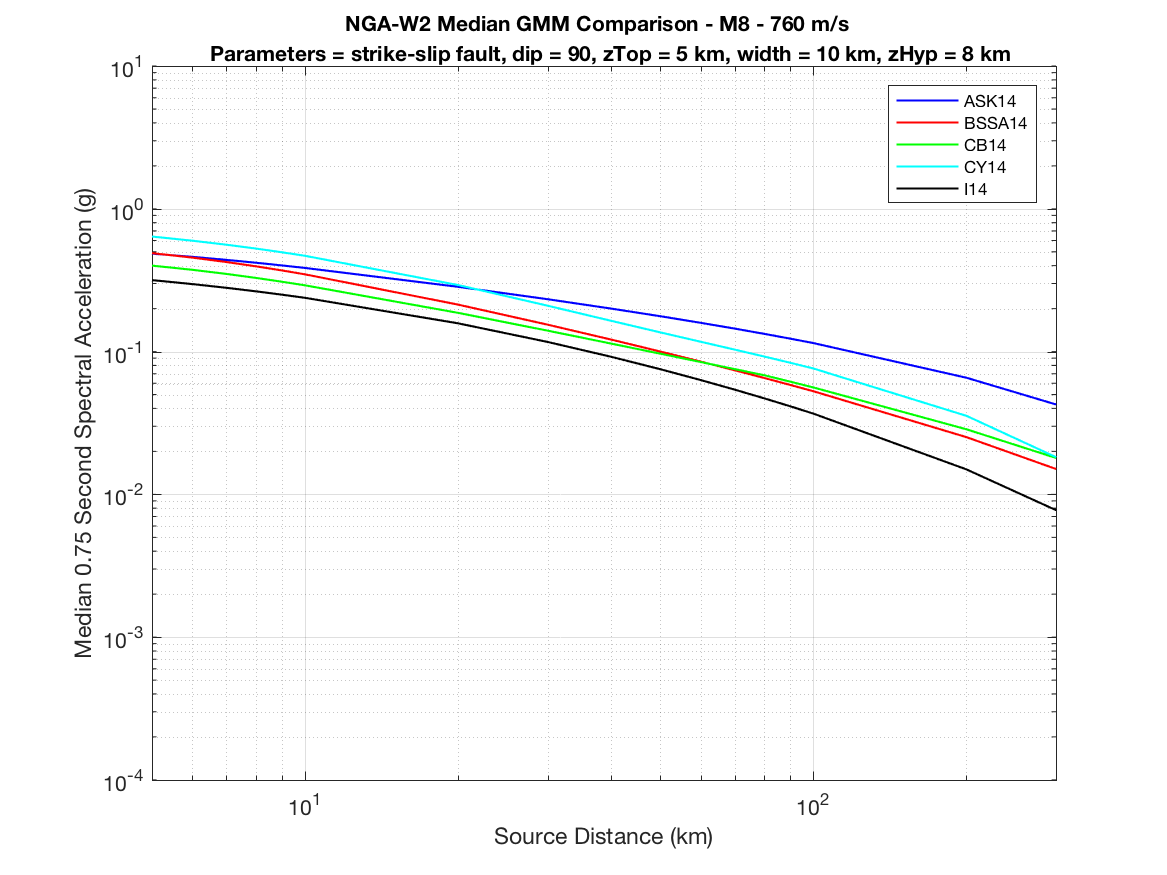 NGA-W2 Median GMM Comparison - M8 - 760 m/s
Parameters = strike-slip fault, dip = 90, zTop = 5 km, width = 10 km, zHyp = 8 km
10^1
10^0
10^-1
10^-2
10^-3
10^-4
Median 0.75 Second Spectral Acceleration (g)
ASK14
BSSA14
CB14
CY14
I14
10^1
10^2
Source Distance (km)